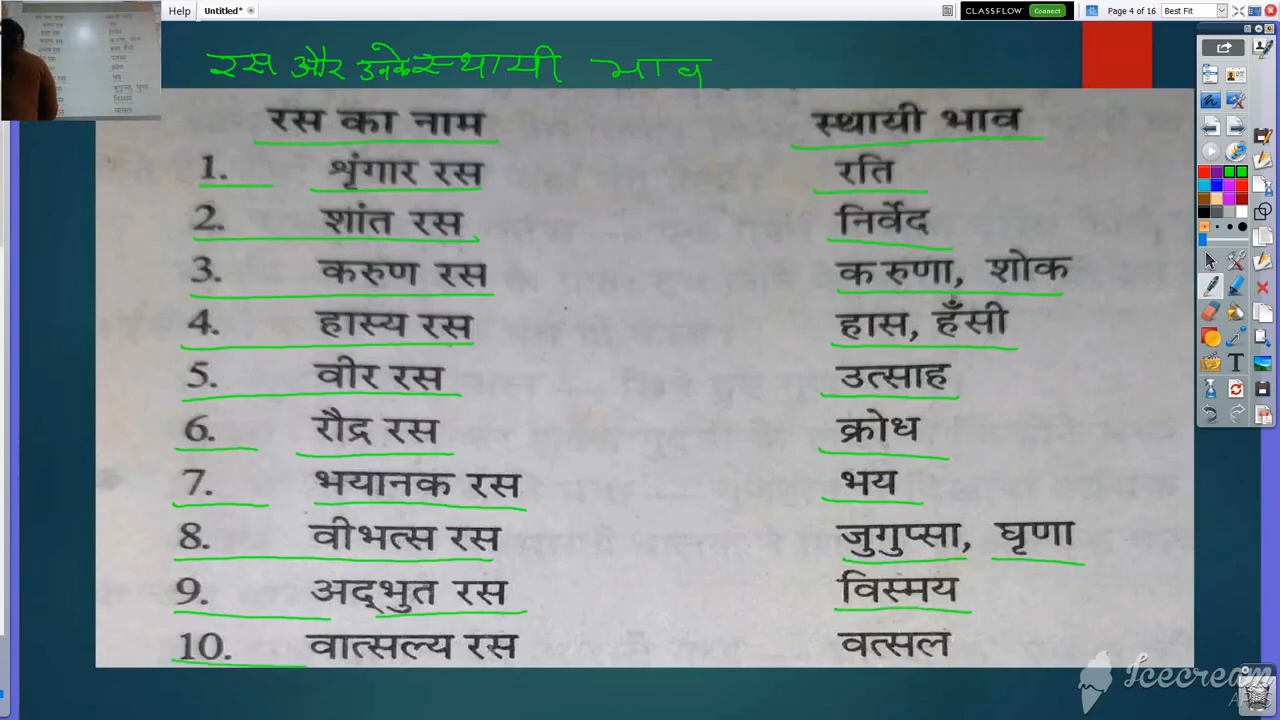 Help Untitled* CLASSFLOW Connect Page 4 of 16 Best Fit
रस और उनके स्थायी भाव
रस का नाम स्थायी भाव
1. शृंगार रस रति
2. शांत रस निर्वेद
3. करुण रस करुणा, शोक
4. हास्य रस हास, हँसी
5. वीर रस उत्साह
6. रौद्र रस क्रोध
7. भयानक रस भय
8. वीभत्स रस जुगुप्सा, घृणा
9. अद्भुत रस विस्मय
10. वात्सल्य रस वत्सल
Icecream
APPS